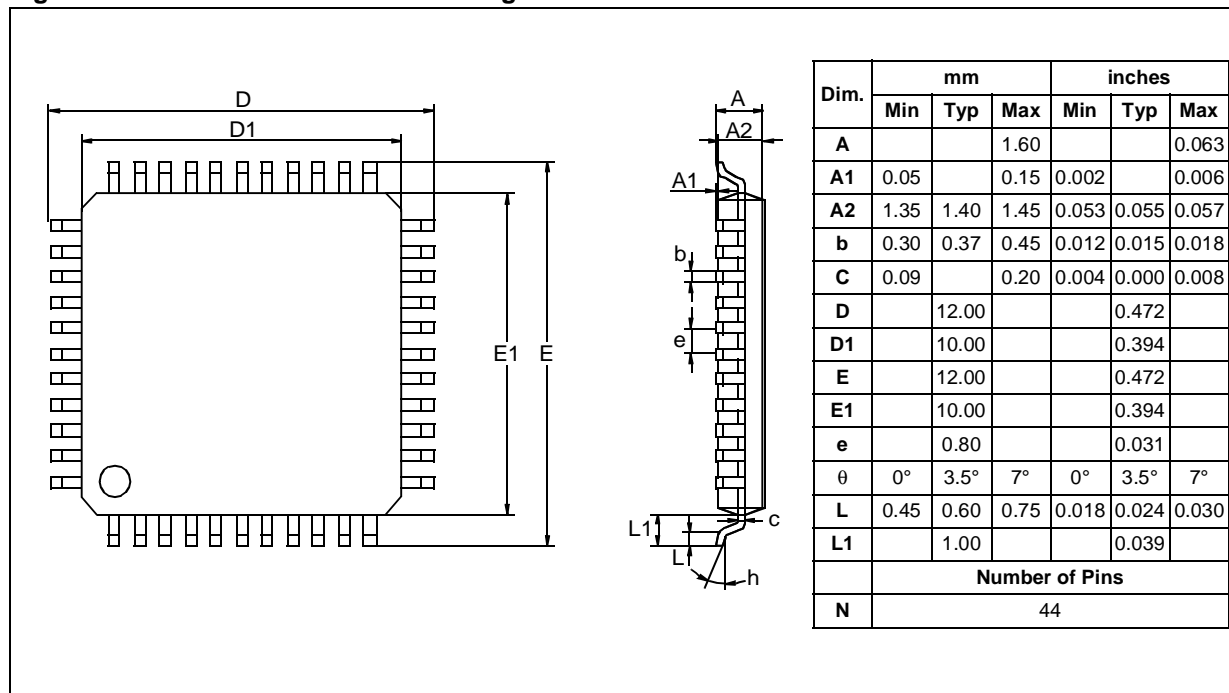 D
D1
E1
E
A
A2
A1
b
e
L1
L
c
h
Dim. mm inches
Min Typ Max Min Typ Max
A 1.60 0.063
A1 0.05 0.15 0.002 0.006
A2 1.35 1.40 1.45 0.053 0.055 0.057
b 0.30 0.37 0.45 0.012 0.015 0.018
C 0.09 0.20 0.004 0.000 0.008
D 12.00 0.472
D1 10.00 0.394
E 12.00 0.472
E1 10.00 0.394
e 0.80 0.031
θ 0° 3.5° 7° 0° 3.5° 7°
L 0.45 0.60 0.75 0.018 0.024 0.030
L1 1.00 0.039
Number of Pins
N 44